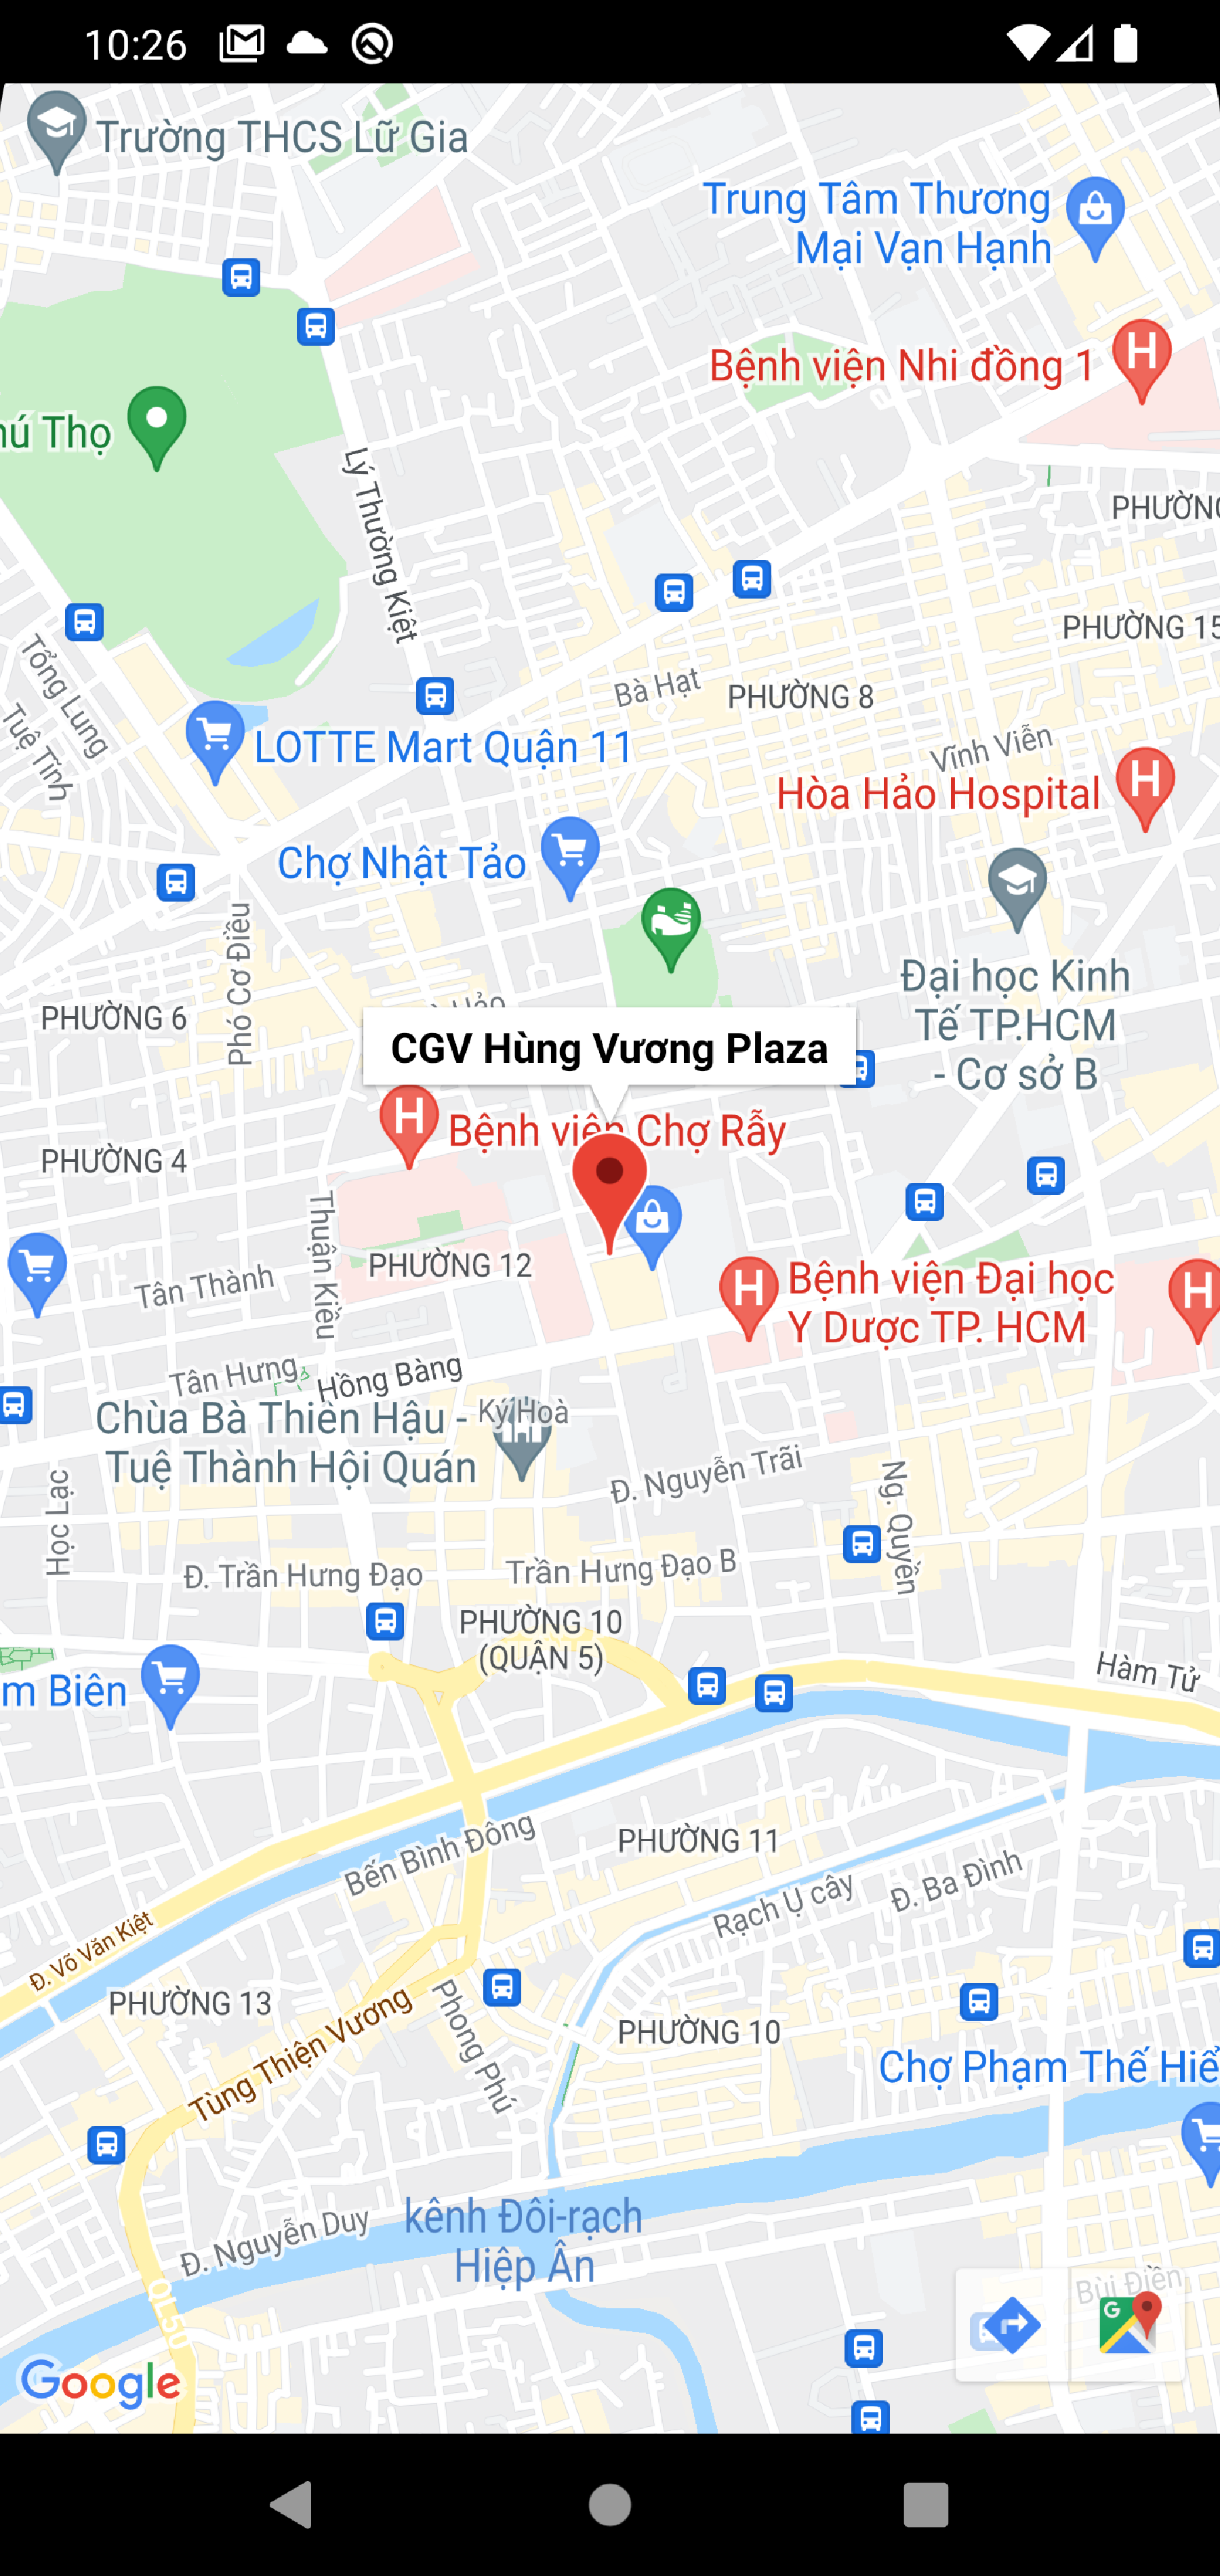 10:26
Trường THCS Lữ Gia
Trung Tâm Thương
Mại Vạn Hạnh
Bệnh viện Nhi đồng 1
H
Thọ
Lý Thường Kiệt
PHƯỜNG 15
Tổng Lung
Tuệ Tĩnh
Bà Hạt
PHƯỜNG 8
LOTTE Mart Quận 11
Vĩnh Viễn
Hòa Hảo Hospital
H
Chợ Nhật Tảo
Phó Cơ Điều
Đại học Kinh
Tế TP.HCM
- Cơ sở B
PHƯỜNG 6
CGV Hùng Vương Plaza
H
Bệnh viện Chợ Rẫy
PHƯỜNG 4
Thuận Kiều
PHƯỜNG 12
Tân Thành
H
Bệnh viện Đại học
Y Dược TP. HCM
H
Tân Hưng
Hồng Bàng
Chùa Bà Thiên Hậu -
Tuệ Thành Hội Quán
Ký Hoà
Đ. Nguyễn Trãi
Ng. Quyền
Học Lạc
Đ. Trần Hưng Đạo
Trần Hưng Đạo B
PHƯỜNG 10
(QUẬN 5)
Hàm Tử
Biên
Bến Bình Đông
PHƯỜNG 11
Rạch Ụ cây
Đ. Ba Đình
Đ. Võ Văn Kiệt
PHƯỜNG 13
Tùng Thiện Vương
Phong Phú
PHƯỜNG 10
Chợ Phạm Thế
Đ. Nguyễn Duy
kênh Đôi-rạch
Hiệp Ân
QL50
Bùi Điền
G
Google